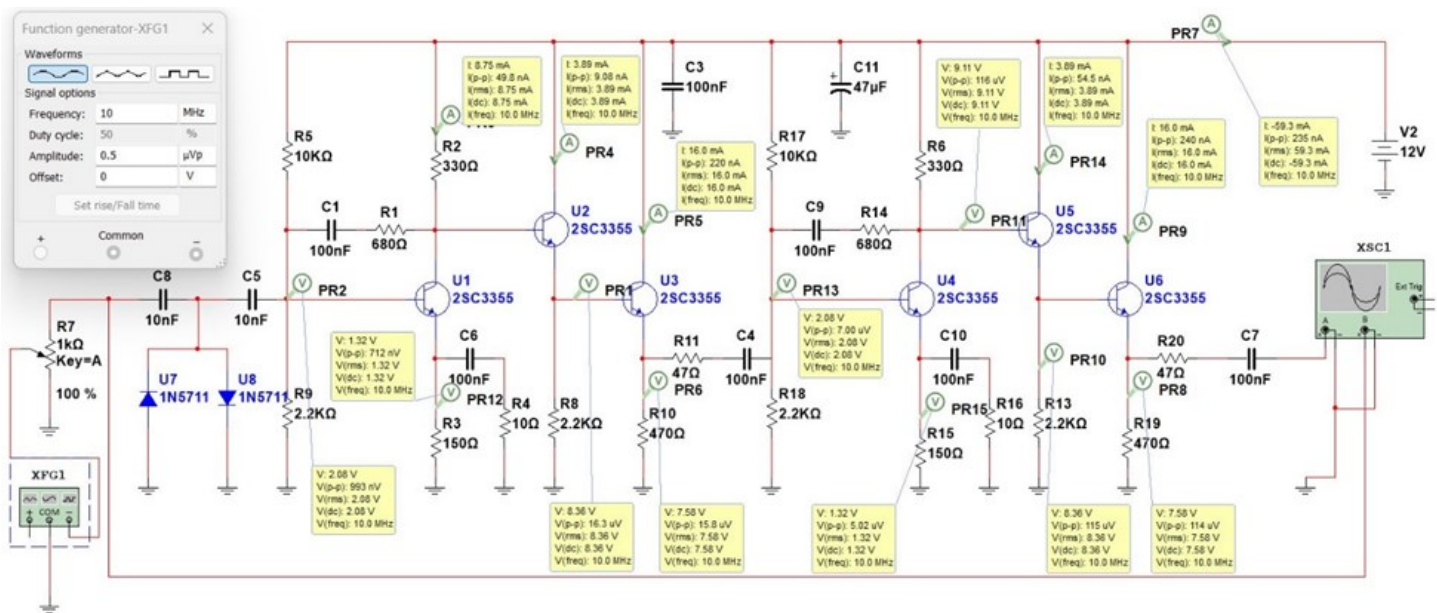 Function generator-XFG1
Waveforms
Signal options
Frequency: 10 MHz
Duty cycle: 50 %
Amplitude: 0.5 µVp
Offset: 0 V
Set rise/Fall time
+ Common −
PR7
I: 8.75 mA
I(p-p): 49.8 nA
I(rms): 8.75 mA
I(dc): 8.75 mA
I(freq): 10.0 MHz
I: 3.89 mA
I(p-p): 9.08 nA
I(rms): 3.89 mA
I(dc): 3.89 mA
I(freq): 10.0 MHz
C3
100nF
C11
47µF
V: 9.11 V
V(p-p): 116 uV
V(rms): 9.11 V
V(dc): 9.11 V
V(freq): 10.0 MHz
I: 3.89 mA
I(p-p): 54.5 nA
I(rms): 3.89 mA
I(dc): 3.89 mA
I(freq): 10.0 MHz
I: -59.3 mA
I(p-p): 235 nA
I(rms): 59.3 mA
I(dc): -59.3 mA
I(freq): 10.0 MHz
I: 16.0 mA
I(p-p): 240 nA
I(rms): 16.0 mA
I(dc): 16.0 mA
I(freq): 10.0 MHz
V2
12V
R5
10KΩ
R2
330Ω
PR4
I: 16.0 mA
I(p-p): 220 nA
I(rms): 16.0 mA
I(dc): 16.0 mA
I(freq): 10.0 MHz
R17
10KΩ
R6
330Ω
PR14
C1
100nF
R1
680Ω
U2
2SC3355
PR5
C9
100nF
R14
680Ω
PR11
U5
2SC3355
PR9
XSC1
Ext Trig
A
B
C8
10nF
C5
10nF
PR2
U1
2SC3355
PR1
U3
2SC3355
PR13
U4
2SC3355
U6
2SC3355
R7
1kΩ
Key=A
100 %
U7
1N5711
U8
1N5711
R9
2.2KΩ
V: 1.32 V
V(p-p): 712 nV
V(rms): 1.32 V
V(dc): 1.32 V
V(freq): 10.0 MHz
C6
100nF
PR12
R3
150Ω
R4
10Ω
R8
2.2KΩ
R11
47Ω
C4
100nF
PR6
R10
470Ω
V: 2.08 V
V(p-p): 7.00 uV
V(rms): 2.08 V
V(dc): 2.08 V
V(freq): 10.0 MHz
R18
2.2KΩ
C10
100nF
PR15
R15
150Ω
R16
10Ω
PR10
R13
2.2KΩ
R20
47Ω
C7
100nF
PR8
R19
470Ω
XFG1
+ COM −
V: 2.08 V
V(p-p): 993 nV
V(rms): 2.08 V
V(dc): 2.08 V
V(freq): 10.0 MHz
V: 8.36 V
V(p-p): 16.3 uV
V(rms): 8.36 V
V(dc): 8.36 V
V(freq): 10.0 MHz
V: 7.58 V
V(p-p): 15.8 uV
V(rms): 7.58 V
V(dc): 7.58 V
V(freq): 10.0 MHz
V: 1.32 V
V(p-p): 5.02 uV
V(rms): 1.32 V
V(dc): 1.32 V
V(freq): 10.0 MHz
V: 8.36 V
V(p-p): 115 uV
V(rms): 8.36 V
V(dc): 8.36 V
V(freq): 10.0 MHz
V: 7.58 V
V(p-p): 114 uV
V(rms): 7.58 V
V(dc): 7.58 V
V(freq): 10.0 MHz